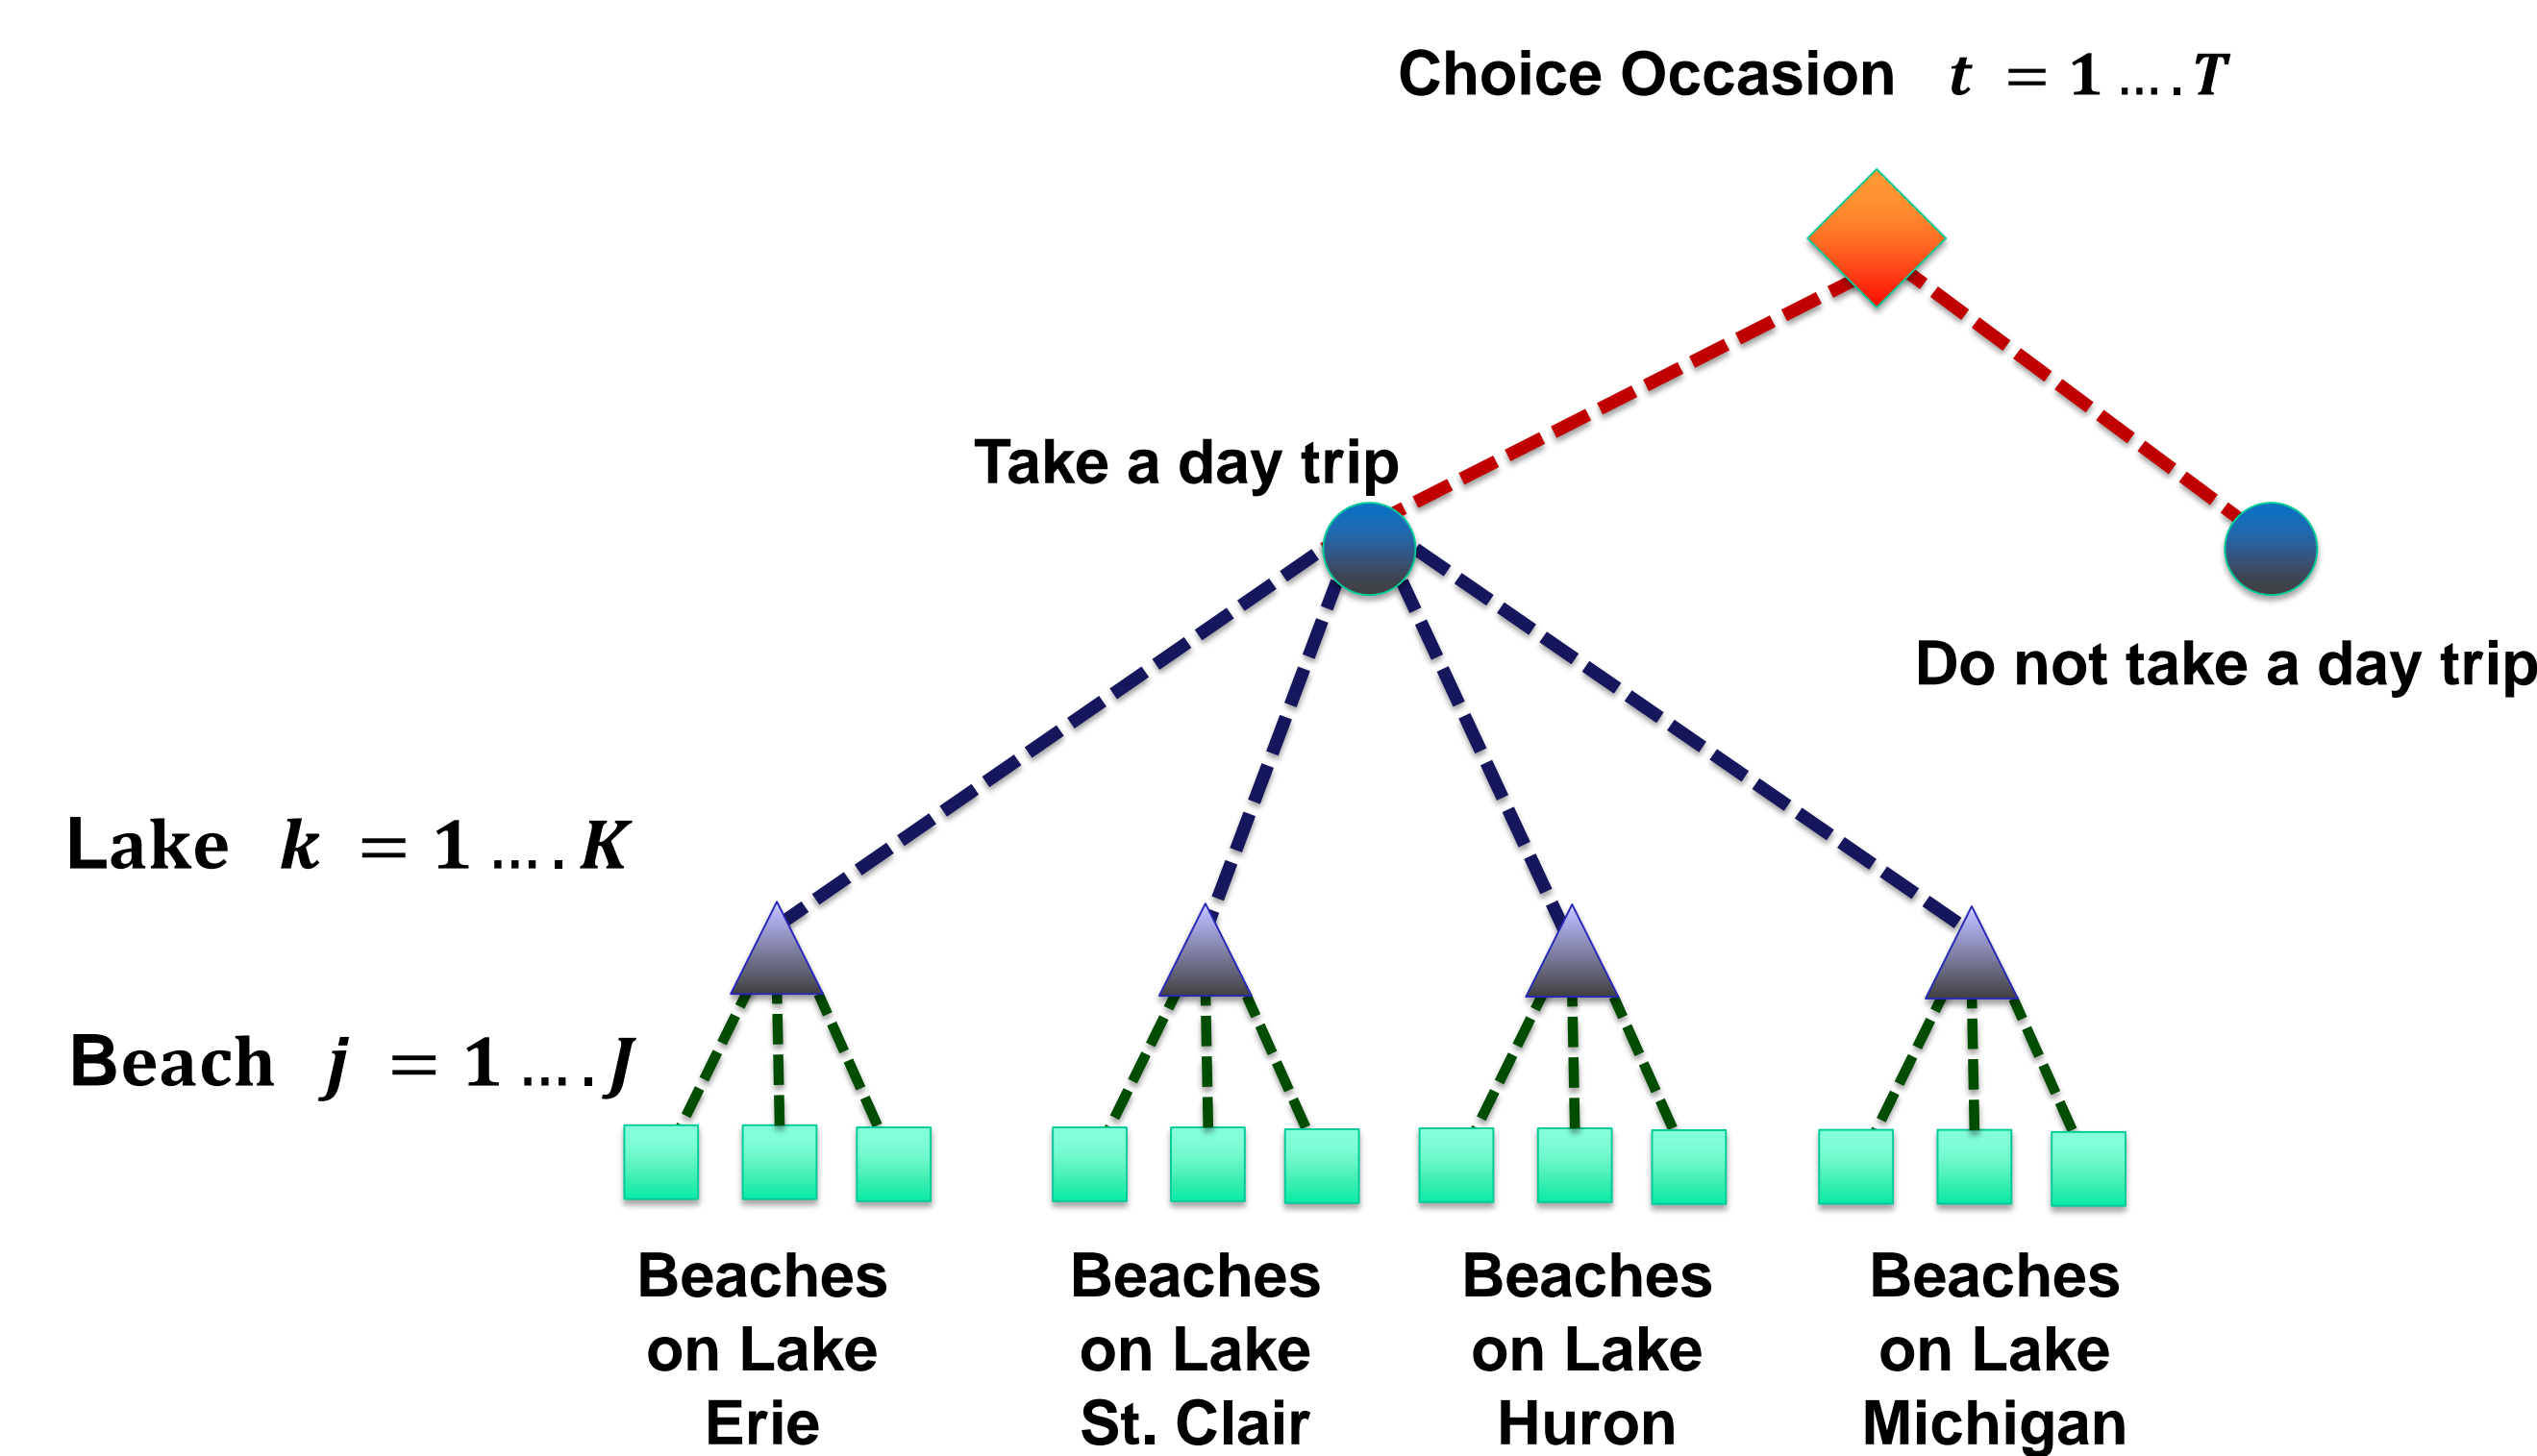 Choice Occasion t = 1 .... T
Take a day trip
Do not take a day trip
Lake k = 1 .... K
Beach j = 1 .... J
Beaches
on Lake
Erie
Beaches
on Lake
St. Clair
Beaches
on Lake
Huron
Beaches
on Lake
Michigan